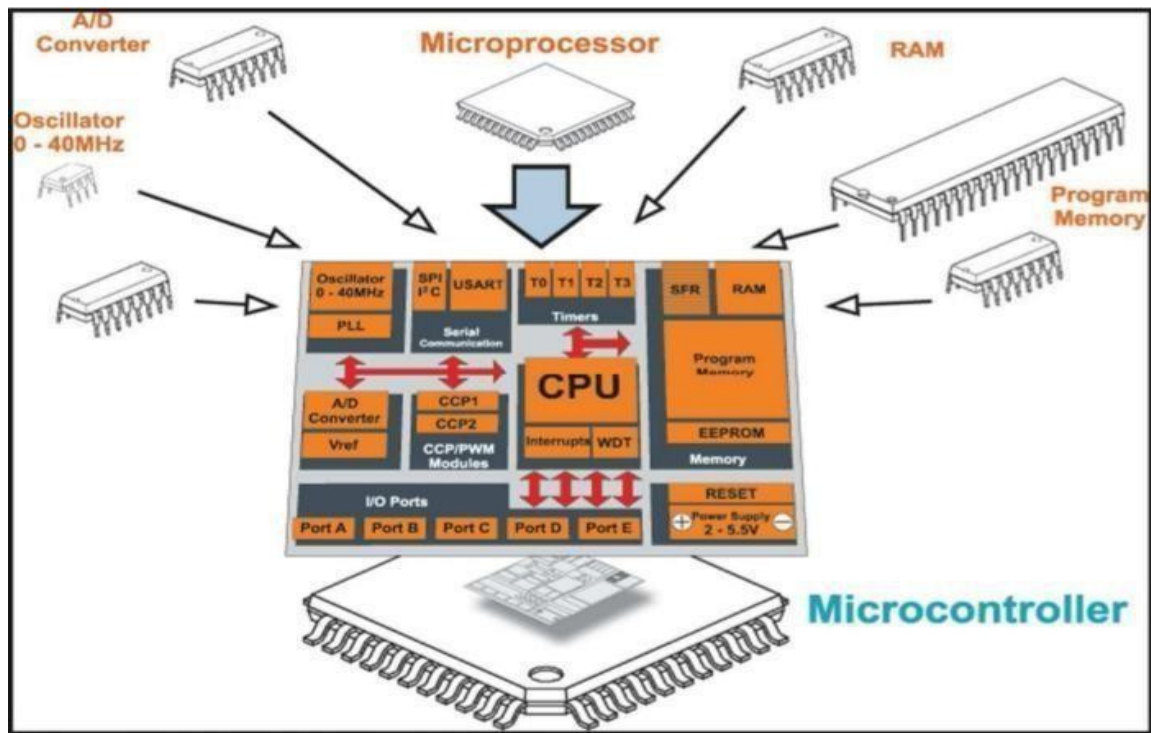 A/D
Converter
Microprocessor
RAM
Oscillator
0 - 40MHz
Program
Memory
Oscillator
0 - 40MHz
PLL
SPI
I²C
USART
Serial
Communication
T0 T1 T2 T3
Timers
SFR
RAM
Program
Memory
EEPROM
Memory
A/D
Converter
Vref
CCP1
CCP2
CCP/PWM
Modules
CPU
Interrupts WDT
I/O Ports
Port A Port B Port C Port D Port E
RESET
+ Power Supply −
2 - 5.5V
Microcontroller